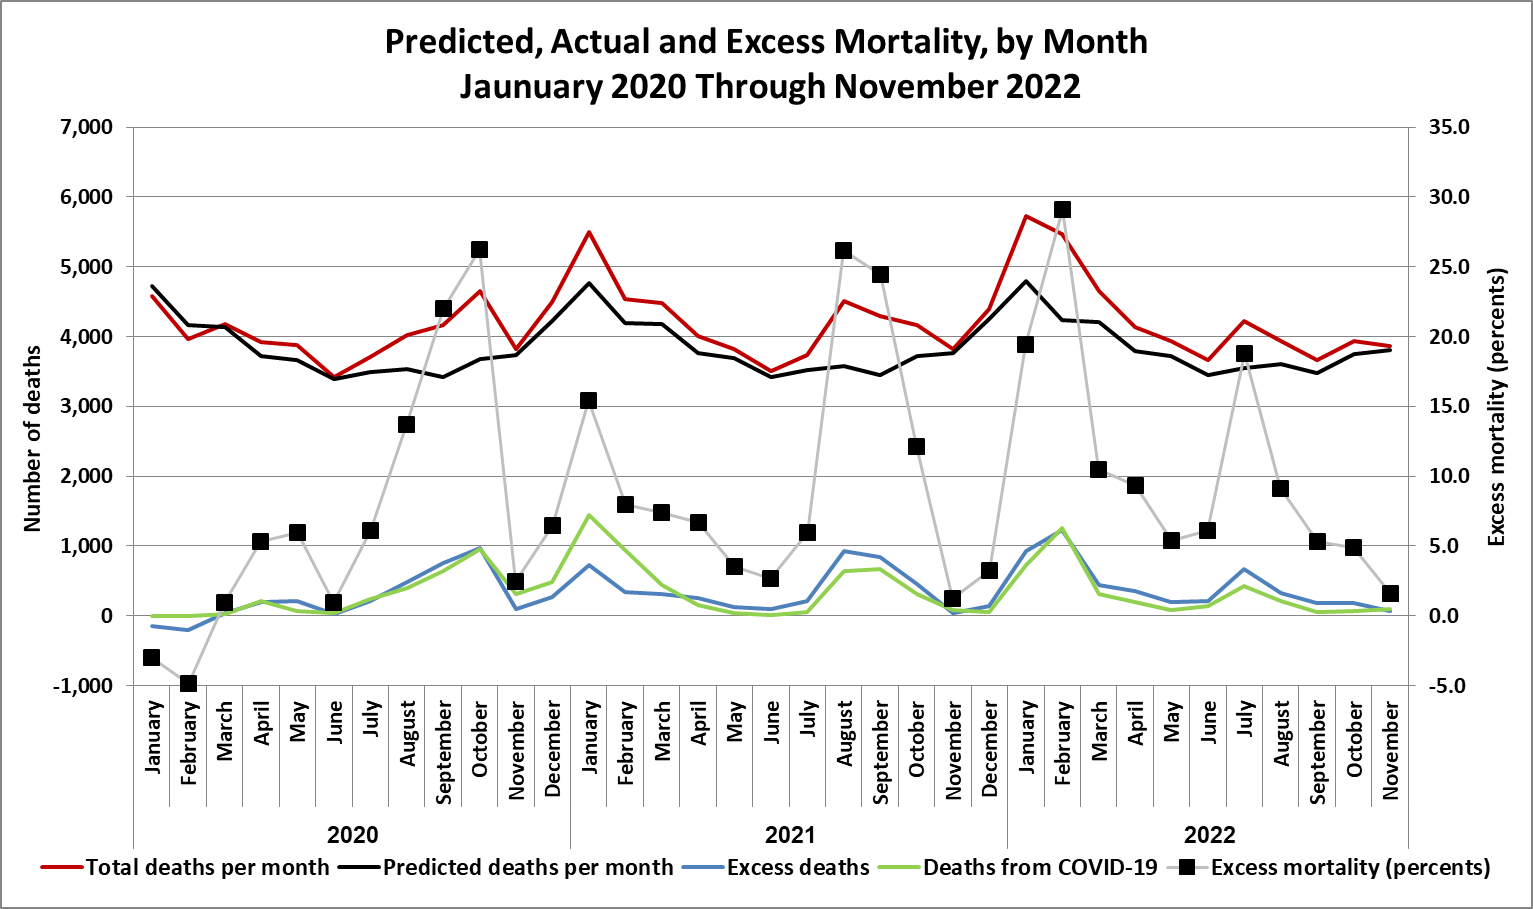 Predicted, Actual and Excess Mortality, by Month
Jaunuary 2020 Through November 2022
7,000
6,000
5,000
4,000
3,000
2,000
1,000
0
-1,000
Number of deaths
35.0
30.0
25.0
20.0
15.0
10.0
5.0
0.0
-5.0
Excess mortality (percents)
January
February
March
April
May
June
July
August
September
October
November
December
January
February
March
April
May
June
July
August
September
October
November
December
January
February
March
April
May
June
July
August
September
October
November
2020
2021
2022
Total deaths per month
Predicted deaths per month
Excess deaths
Deaths from COVID-19
Excess mortality (percents)